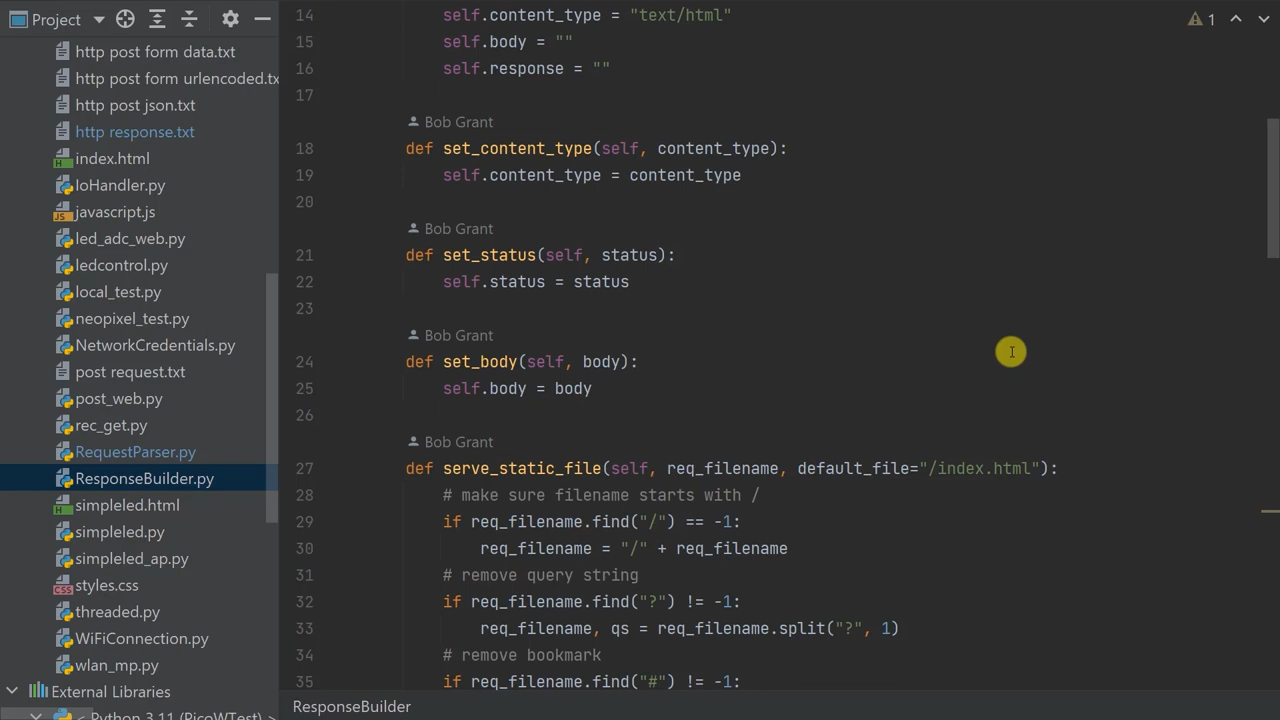 Project
http post form data.txt
http post form urlencoded.tx
http post json.txt
http response.txt
index.html
IoHandler.py
javascript.js
led_adc_web.py
ledcontrol.py
local_test.py
neopixel_test.py
NetworkCredentials.py
post request.txt
post_web.py
rec_get.py
RequestParser.py
ResponseBuilder.py
simpleled.html
simpleled.py
simpleled_ap.py
styles.css
threaded.py
WiFiConnection.py
wlan_mp.py
External Libraries
< Python 3.11 (PicoWTest) >
1
14 self.content_type = "text/html"
15 self.body = ""
16 self.response = ""
17
Bob Grant
18 def set_content_type(self, content_type):
19 self.content_type = content_type
20
Bob Grant
21 def set_status(self, status):
22 self.status = status
23
Bob Grant
24 def set_body(self, body):
25 self.body = body
26
Bob Grant
27 def serve_static_file(self, req_filename, default_file="/index.html"):
28 # make sure filename starts with /
29 if req_filename.find("/") == -1:
30 req_filename = "/" + req_filename
31 # remove query string
32 if req_filename.find("?") != -1:
33 req_filename, qs = req_filename.split("?", 1)
34 # remove bookmark
35 if req_filename.find("#") != -1:
ResponseBuilder